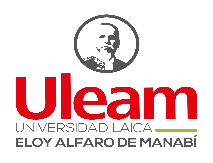 Uleam
UNIVERSIDAD LAICA
ELOY ALFARO DE MANABÍ